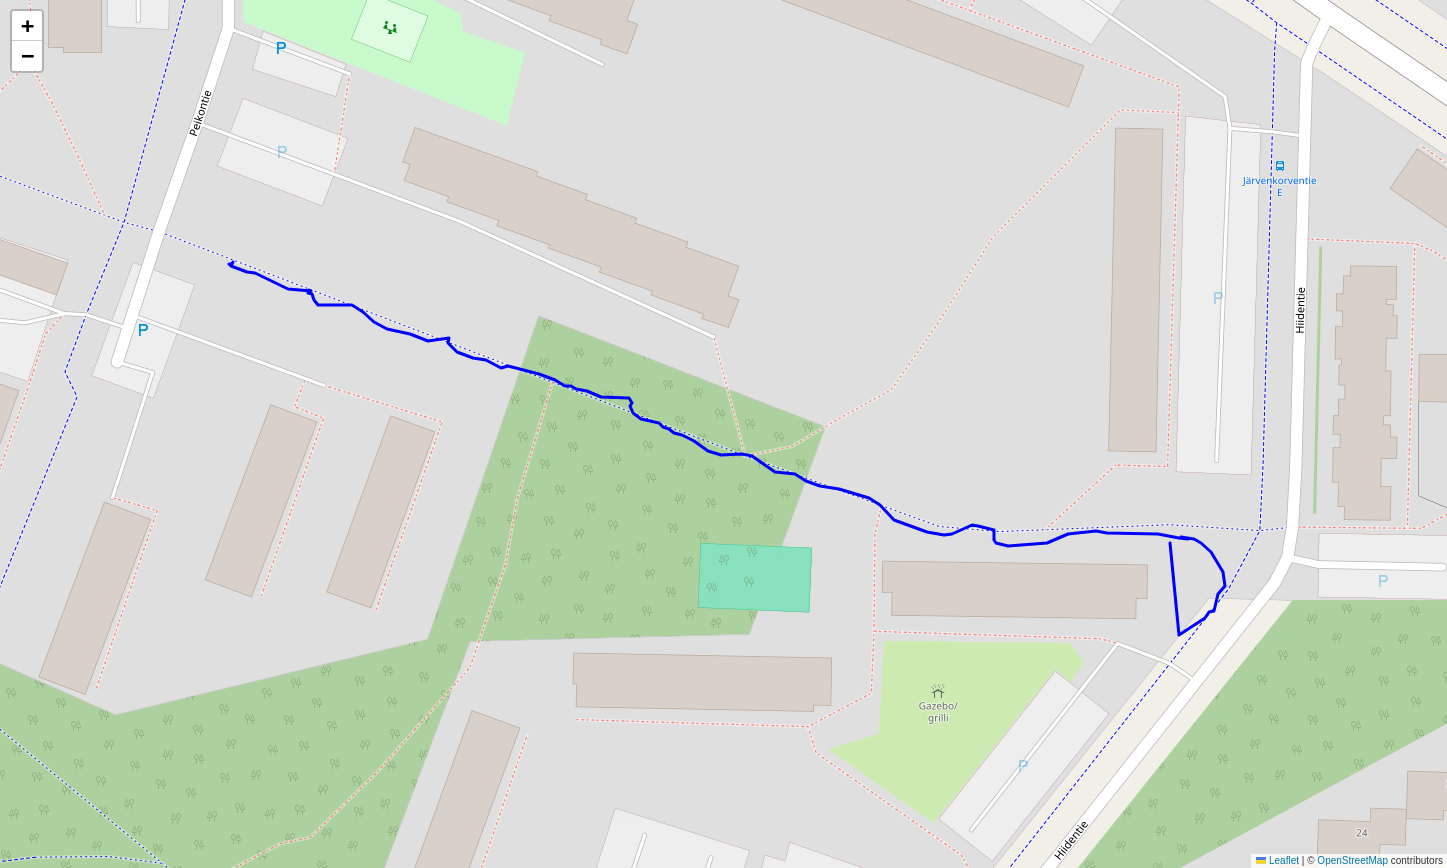 +
−
P
Peikontie
P
Järvenkorventie
E
P
Hiidentie
P
P
Gazebo/
grilli
P
Hiidentie
24
Leaflet | © OpenStreetMap contributors